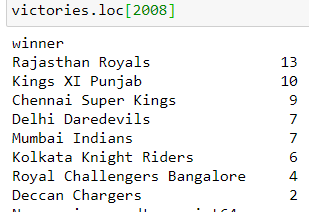 victories.loc[2008]
winner
Rajasthan Royals 13
Kings XI Punjab 10
Chennai Super Kings 9
Delhi Daredevils 7
Mumbai Indians 7
Kolkata Knight Riders 6
Royal Challengers Bangalore 4
Deccan Chargers 2